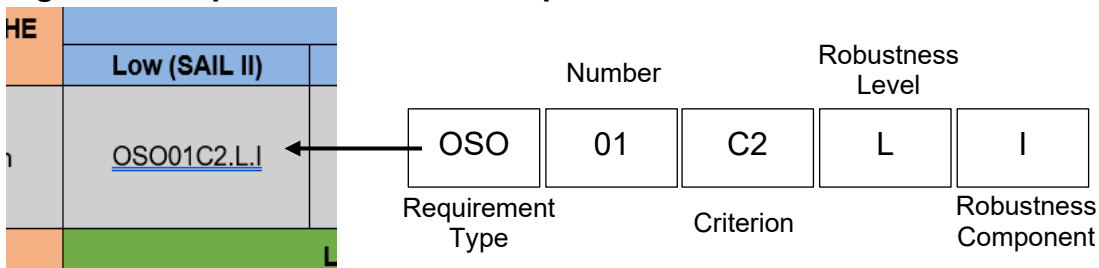 HE
Low (SAIL II)
OSO01C2.L.I
Number
Robustness
Level
OSO
01
C2
L
I
Requirement
Type
Criterion
Robustness
Component
L